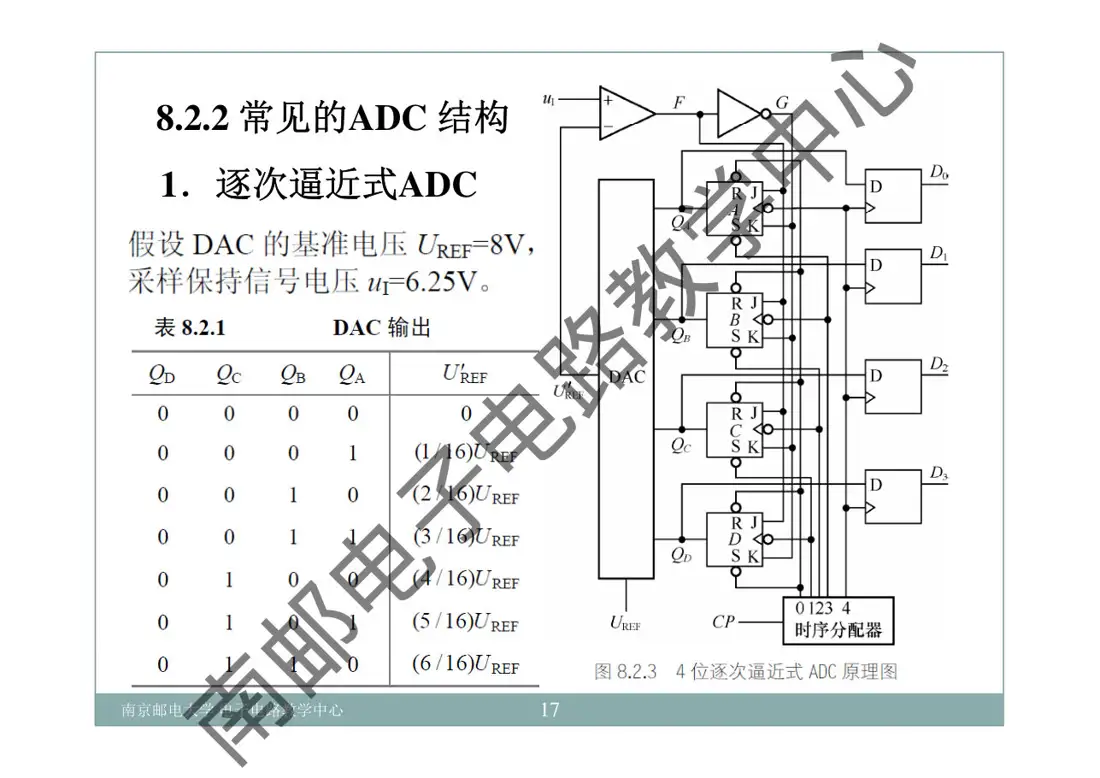 8.2.2 常见的ADC 结构
1．逐次逼近式ADC
假设 DAC 的基准电压 UREF=8V，
采样保持信号电压 uI=6.25V。
表 8.2.1 DAC 输出
QD QC QB QA U′REF
0 0 0 0 0
0 0 0 1 (1/16)UREF
0 0 1 0 (2/16)UREF
0 0 1 1 (3/16)UREF
0 1 0 0 (4/16)UREF
0 1 0 1 (5/16)UREF
0 1 1 0 (6/16)UREF
uI + − F G
U′REF
DAC
UREF
QA R J A S K D D0
QB R J B S K D D1
QC R J C S K D D2
QD R J D S K D D3
CP
0 1 2 3 4
时序分配器
图 8.2.3 4 位逐次逼近式 ADC 原理图
南京邮电大学 电子电路教学中心
17
南邮电子电路教学中心